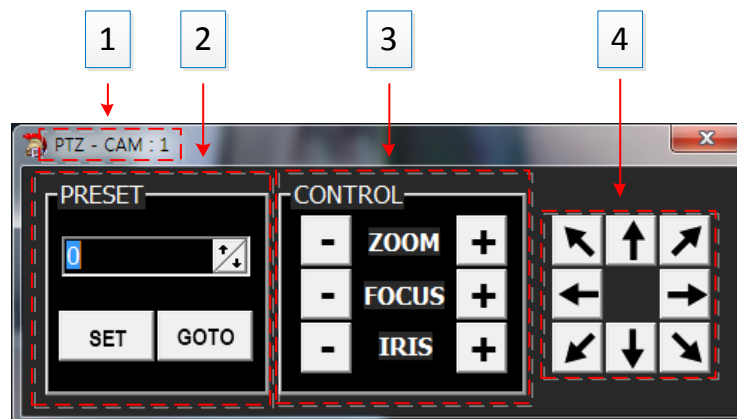 1 2 3 4
PTZ - CAM : 1
x
PRESET
0
SET GOTO
CONTROL
- ZOOM +
- FOCUS +
- IRIS +